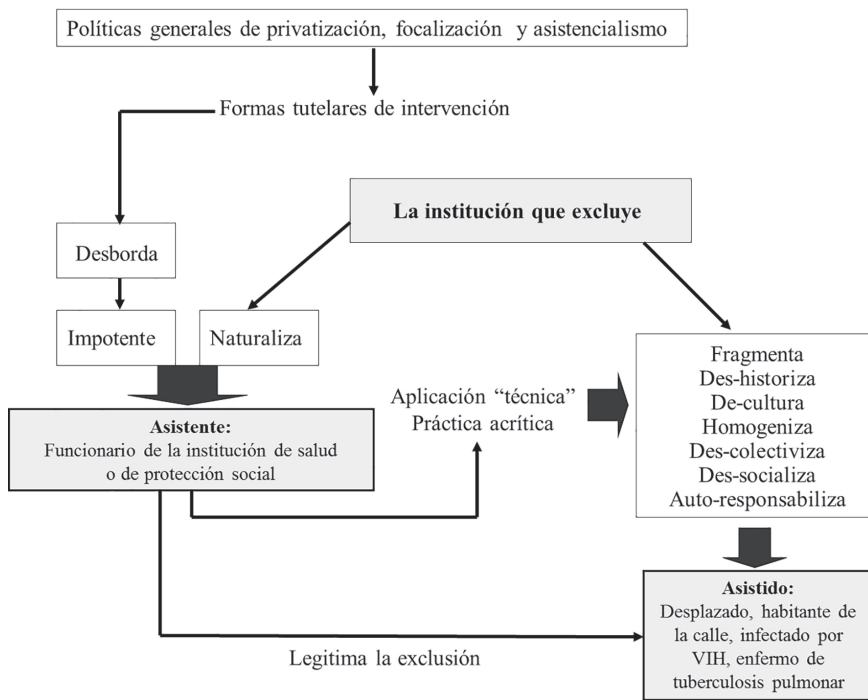 Políticas generales de privatización, focalización y asistencialismo
Formas tutelares de intervención
La institución que excluye
Desborda
Impotente
Naturaliza
Asistente:
Funcionario de la institución de salud
o de protección social
Aplicación “técnica”
Práctica acrítica
Fragmenta
Des-historiza
De-cultura
Homogeniza
Des-colectiviza
Des-socializa
Auto-responsabiliza
Asistido:
Desplazado, habitante de
la calle, infectado por
VIH, enfermo de
tuberculosis pulmonar
Legitima la exclusión